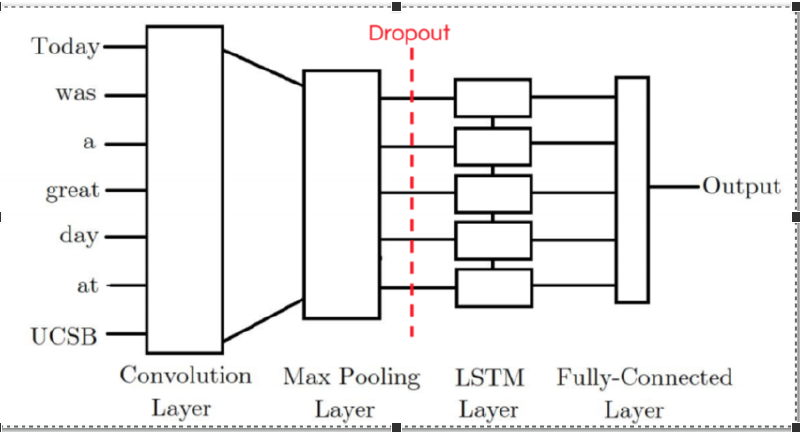 Dropout
Today
was
a
great
day
at
UCSB
Output
Convolution Layer
Max Pooling Layer
LSTM Layer
Fully-Connected Layer